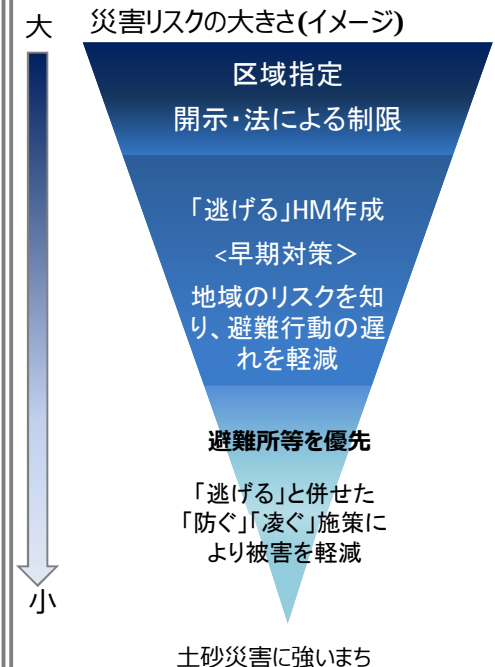 災害リスクの大きさ(イメージ)
大
区域指定
開示・法による制限
「逃げる」HM作成
<早期対策＞
地域のリスクを知
り、避難行動の遅
れを軽減
避難所等を優先
「逃げる」と併せた
「防ぐ」「凌ぐ」施策に
より被害を軽減
小
土砂災害に強いまち